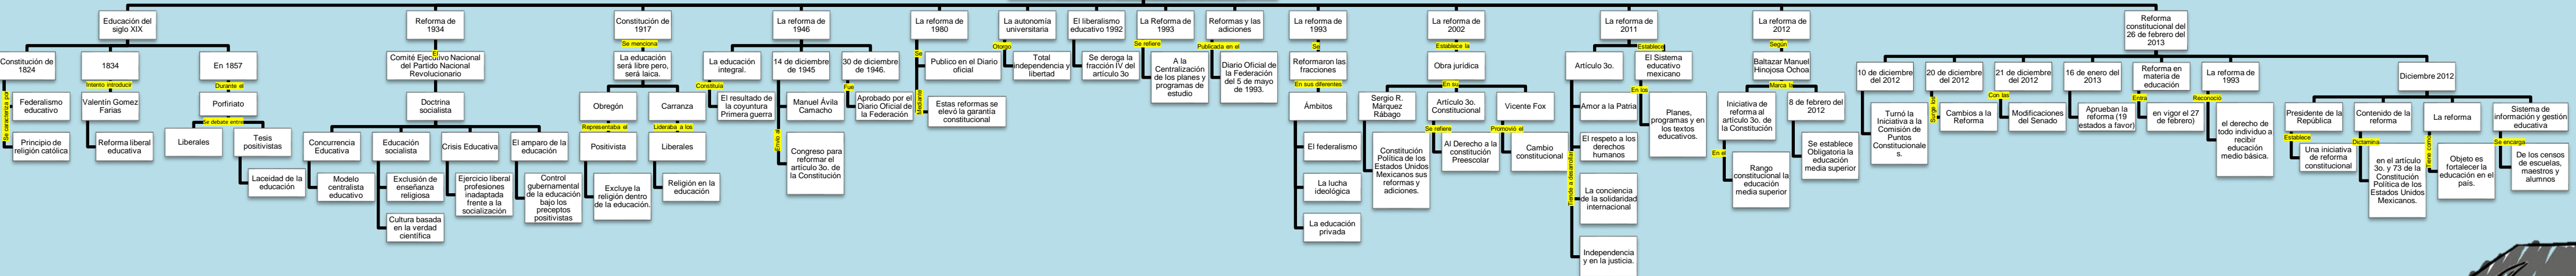 Educación del
siglo XIX
Constitución de
1824
Se caracteriza por
Federalismo
educativo
Principio de
religión católica
1834
Intento introducir
Valentín Gomez
Farias
Reforma liberal
educativa
En 1857
Durante el
Porfiriato
Se debate entre
Liberales
Tesis
positivistas
Laceidad de la
educación
Reforma de
1934
El
Comité Ejecutivo Nacional
del Partido Nacional
Revolucionario
Doctrina
socialista
Concurrencia
Educativa
Modelo
centralista
educativo
Educación
socialista
Exclusión de
enseñanza
religiosa
Cultura basada
en la verdad
científica
Crisis Educativa
Ejercicio liberal
profesiones
inadaptada
frente a la
socialización
El amparo de la
educación
Control
gubernamental
de la educación
bajo los
preceptos
positivistas
Constitución de
1917
Se menciona
La educación
será libre pero,
será laica.
Obregón
Representaba el
Positivista
Excluye la
religión dentro
de la educación.
Carranza
Lideraba a los
Liberales
Religión en la
educación
La reforma de
1946
La educación
integral.
Constituía
El resultado de
la coyuntura
Primera guerra
14 de diciembre
de 1945
Manuel Ávila
Camacho
Envío al
Congreso para
reformar el
artículo 3o. de
la Constitución
30 de diciembre
de 1946.
Fue
Aprobado por el
Diario Oficial de
la Federación
La reforma de
1980
Se
Publico en el Diario
oficial
Mediante
Estas reformas se
elevó la garantía
constitucional
La autonomía
universitaria
Otorgo
Total
independencia y
libertad
El liberalismo
educativo 1992
Se deroga la
fracción IV del
artículo 3o
La Reforma de
1993
Se refiere
A la
Centralización
de los planes y
programas de
estudio
Reformas y las
adiciones
Publicada en el
Diario Oficial de
la Federación
del 5 de mayo
de 1993.
La reforma de
1993
Se
Reformaron las
fracciones
En sus diferentes
Ámbitos
El federalismo
La lucha
ideológica
La educación
privada
La reforma de
2002
Establece la
Obra jurídica
En su
Sergio R.
Márquez
Rábago
Constitución
Política de los
Estados Unidos
Mexicanos sus
reformas y
adiciones.
Artículo 3o.
Constitucional
Se refiere
Al Derecho a la
constitución
Preescolar
Vicente Fox
Promovió el
Cambio
constitucional
La reforma de
2011
Establece
Artículo 3o.
Tiende a desarrollar
Amor a la Patria
El respeto a los
derechos
humanos
La conciencia
de la solidaridad
internacional
Independencia
y en la justicia.
El Sistema
educativo
mexicano
En los
Planes,
programas y en
los textos
educativos.
La reforma de
2012
Según
Baltazar Manuel
Hinojosa Ochoa
Marca la
Iniciativa de
reforma al
artículo 3o. de
la Constitución
En el
Rango
constitucional la
educación
media superior
8 de febrero del
2012
Se establece
Obligatoria la
educación
media superior
Reforma
constitucional del
26 de febrero del
2013
10 de diciembre
del 2012
Turnó la
Iniciativa a la
Comisión de
Puntos
Constitucionale
s.
20 de diciembre
del 2012
Surge los
Cambios a la
Reforma
21 de diciembre
del 2012
Con las
Modificaciones
del Senado
16 de enero del
2013
Aprueban la
reforma (19
estados a favor)
Reforma en
materia de
educación
Entra
en vigor el 27
de febrero)
La reforma de
1993
Reconoció
el derecho de
todo individuo a
recibir
educación
medio básica.
Diciembre 2012
Presidente de la
República
Establece
Una iniciativa
de reforma
constitucional
Contenido de la
reforma
Dictamina
en el artículo
3o. y 73 de la
Constitución
Política de los
Estados Unidos
Mexicanos.
La reforma
Tiene como
Objeto es
fortalecer la
educación en el
país.
Sistema de
información y gestión
educativa
Se encarga
De los censos
de escuelas,
maestros y
alumnos